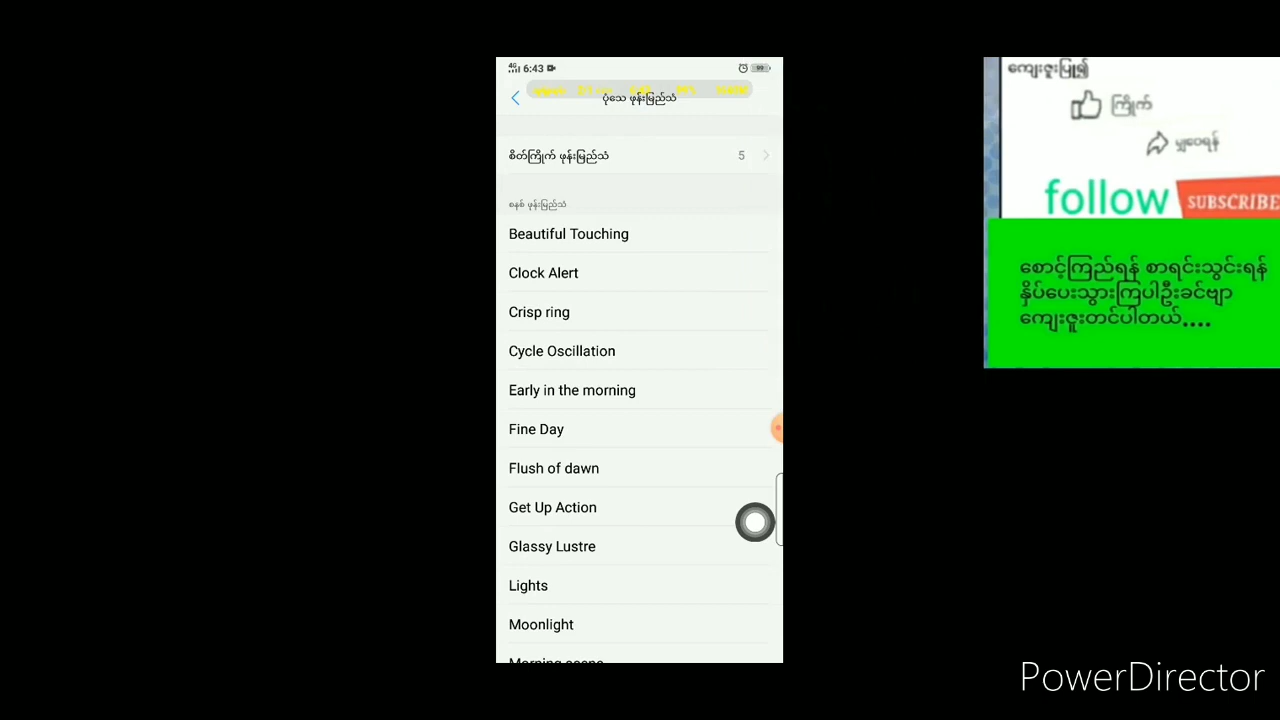 4G 6:43 89
ပုံသေ ဖုန်းမြည်သံ
စိတ်ကြိုက် ဖုန်းမြည်သံ 5
စနစ် ဖုန်းမြည်သံ
Beautiful Touching
Clock Alert
Crisp ring
Cycle Oscillation
Early in the morning
Fine Day
Flush of dawn
Get Up Action
Glassy Lustre
Lights
Moonlight
Morning scene
ကျေးဇူးပြု၍
ကြိုက်
မျှဝေရန်
follow SUBSCRIBE
စောင့်ကြည်ရန် စာရင်းသွင်းရန်
နှိပ်ပေးသွားကြပါဦးခင်ဗျာ
ကျေးဇူးတင်ပါတယ်....
PowerDirector